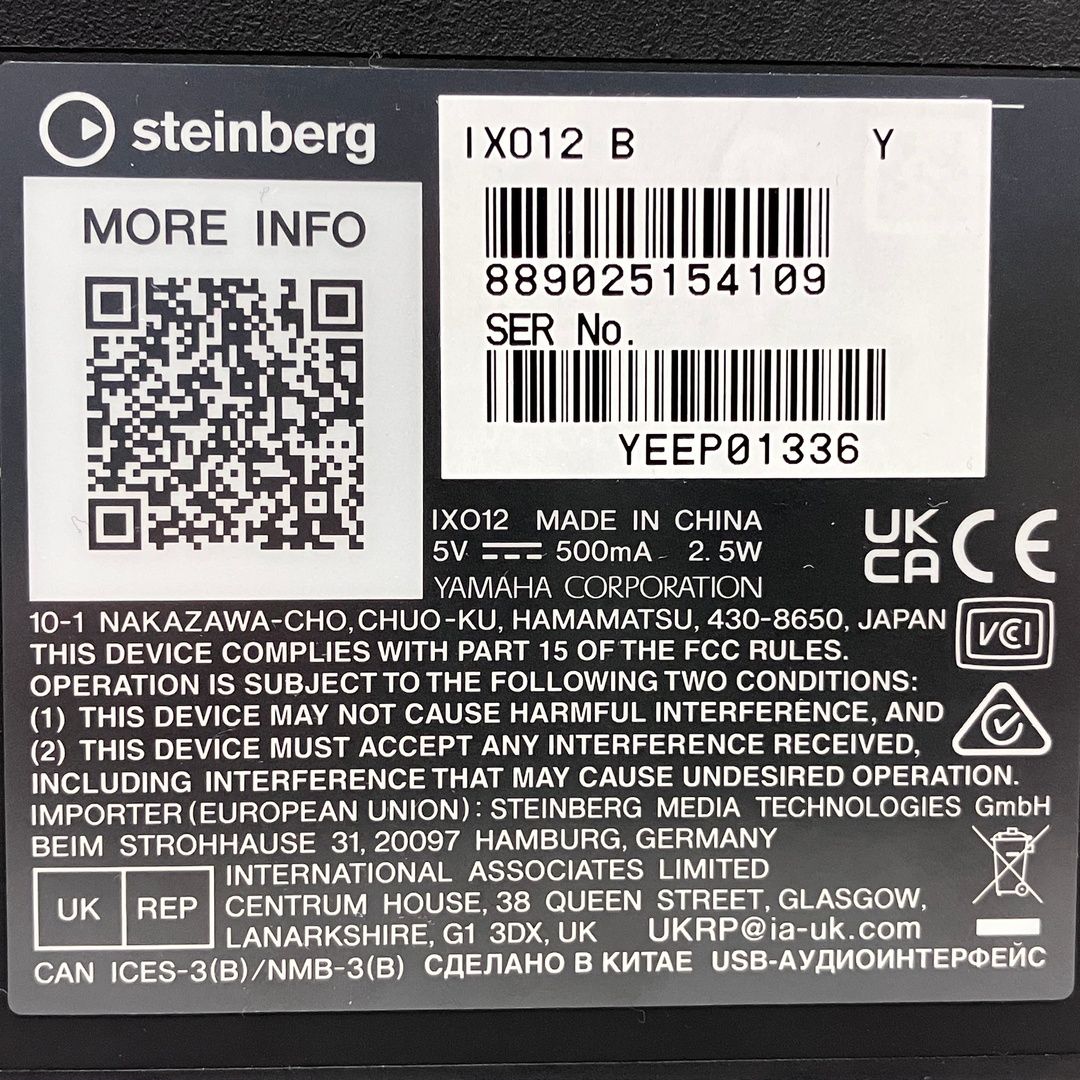 steinberg
MORE INFO
IXO12 B Y
889025154109
SER No.
YEEP01336
IXO12 MADE IN CHINA
5V 500mA 2.5W
YAMAHA CORPORATION
UK
CA
CE
VCI
10-1 NAKAZAWA-CHO, CHUO-KU, HAMAMATSU, 430-8650, JAPAN
THIS DEVICE COMPLIES WITH PART 15 OF THE FCC RULES.
OPERATION IS SUBJECT TO THE FOLLOWING TWO CONDITIONS:
(1) THIS DEVICE MAY NOT CAUSE HARMFUL INTERFERENCE, AND
(2) THIS DEVICE MUST ACCEPT ANY INTERFERENCE RECEIVED,
INCLUDING INTERFERENCE THAT MAY CAUSE UNDESIRED OPERATION.
IMPORTER (EUROPEAN UNION): STEINBERG MEDIA TECHNOLOGIES GmbH
BEIM STROHHAUSE 31, 20097 HAMBURG, GERMANY
UK REP
INTERNATIONAL ASSOCIATES LIMITED
CENTRUM HOUSE, 38 QUEEN STREET, GLASGOW,
LANARKSHIRE, G1 3DX, UK UKRP@ia-uk.com
CAN ICES-3(B)/NMB-3(B) СДЕЛАНО В КИТАЕ USB-АУДИОИНТЕРФЕЙС